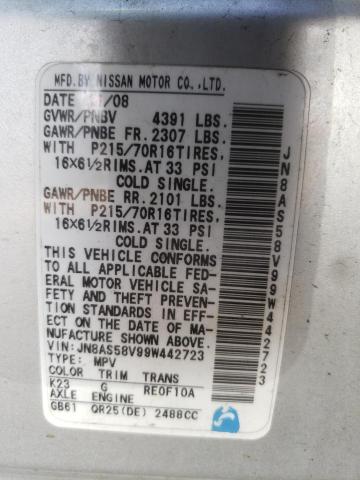 MFD. BY NISSAN MOTOR CO., LTD.
DATE /08
GVWR/PNBV 4391 LBS.
GAWR/PNBE FR. 2307 LBS.
WITH P215/70R16TIRES,
16X6½RIMS. AT 33 PSI
COLD SINGLE.
GAWR/PNBE RR. 2101 LBS.
WITH P215/70R16TIRES,
16X6½RIMS. AT 33 PSI
COLD SINGLE.
THIS VEHICLE CONFORMS
TO ALL APPLICABLE FED-
ERAL MOTOR VEHICLE SA-
FETY AND THEFT PREVEN-
TION STANDARDS IN EFF-
ECT ON THE DATE OF MA-
NUFACTURE SHOWN ABOVE.
VIN: JN8AS58V99W442723
TYPE: MPV
COLOR TRIM TRANS
K23 G RE0F10A
AXLE ENGINE
GB61 QR25(DE) 2488CC
JN8AS58V99W442723